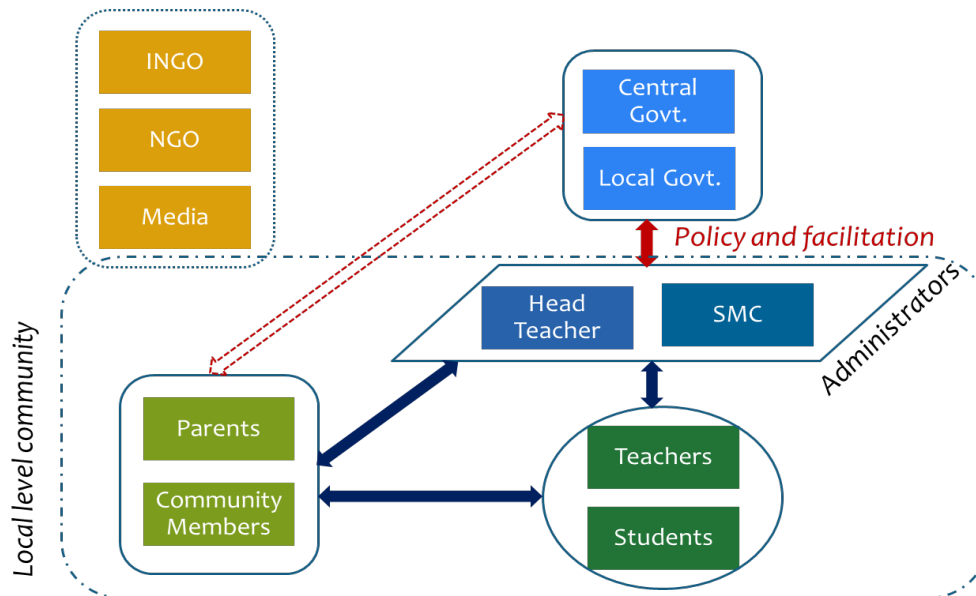 INGO
NGO
Media
Central
Govt.
Local Govt.
Policy and facilitation
Head
Teacher
SMC
Administrators
Local level community
Parents
Community
Members
Teachers
Students